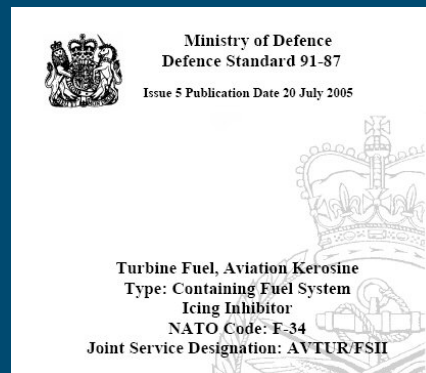 Ministry of Defence
Defence Standard 91-87
Issue 5 Publication Date 20 July 2005
Turbine Fuel, Aviation Kerosine
Type: Containing Fuel System
Icing Inhibitor
NATO Code: F-34
Joint Service Designation: AVTUR/FSII